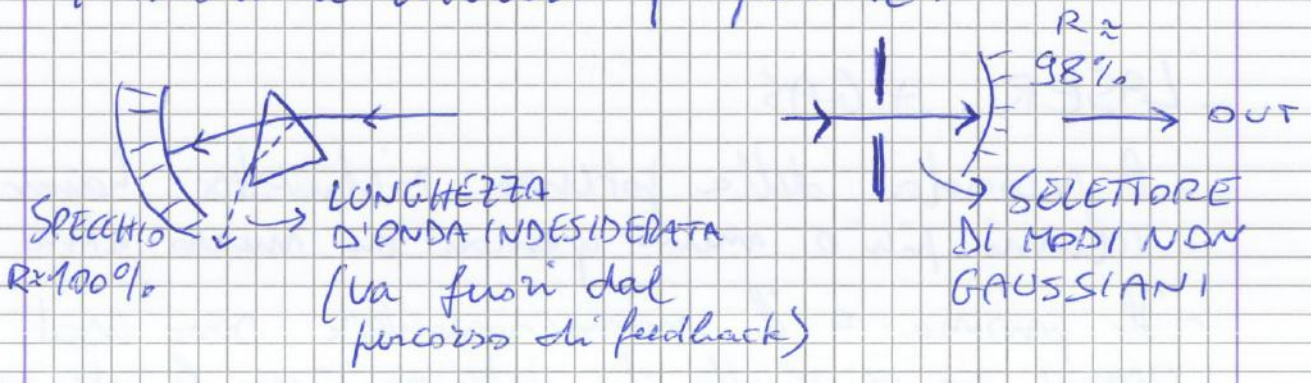 R ≈
98%
OUT
SPECCHIO
R≈100%
LUNGHEZZA
D'ONDA INDESIDERATA
(va fuori dal
percorso di feedback)
SELETTORE
DI MODI NON
GAUSSIANI